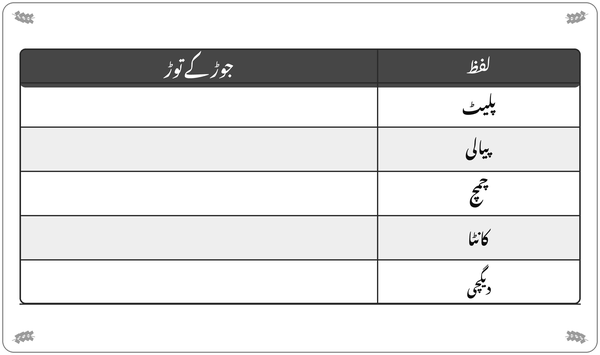 لفظ جوڑ کے توڑ
پلیٹ
پیالی
چمچ
کانٹا
دیگچی